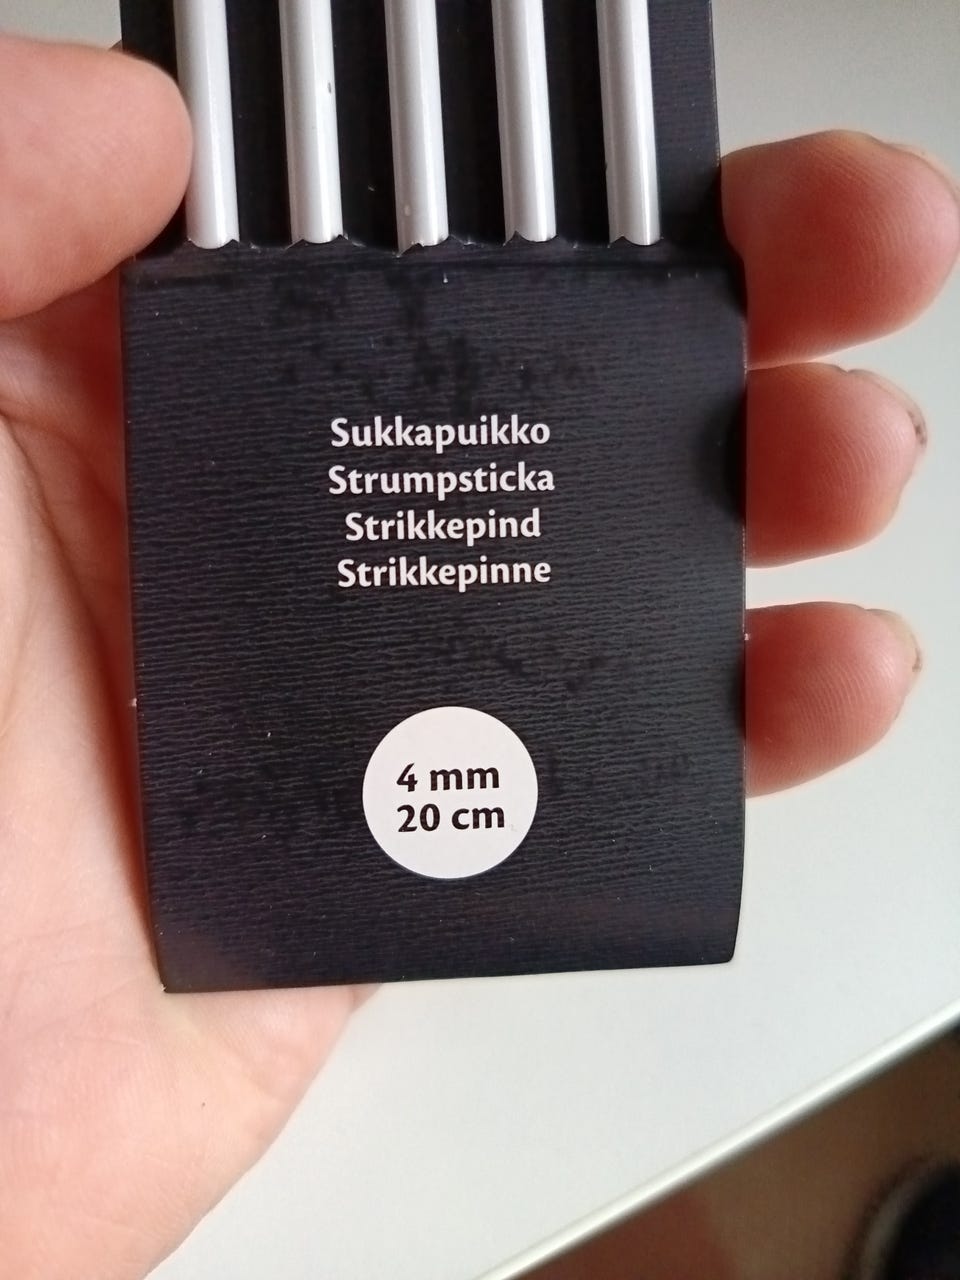 Sukkapuikko
Strumpsticka
Strikkepind
Strikkepinne
4 mm
20 cm